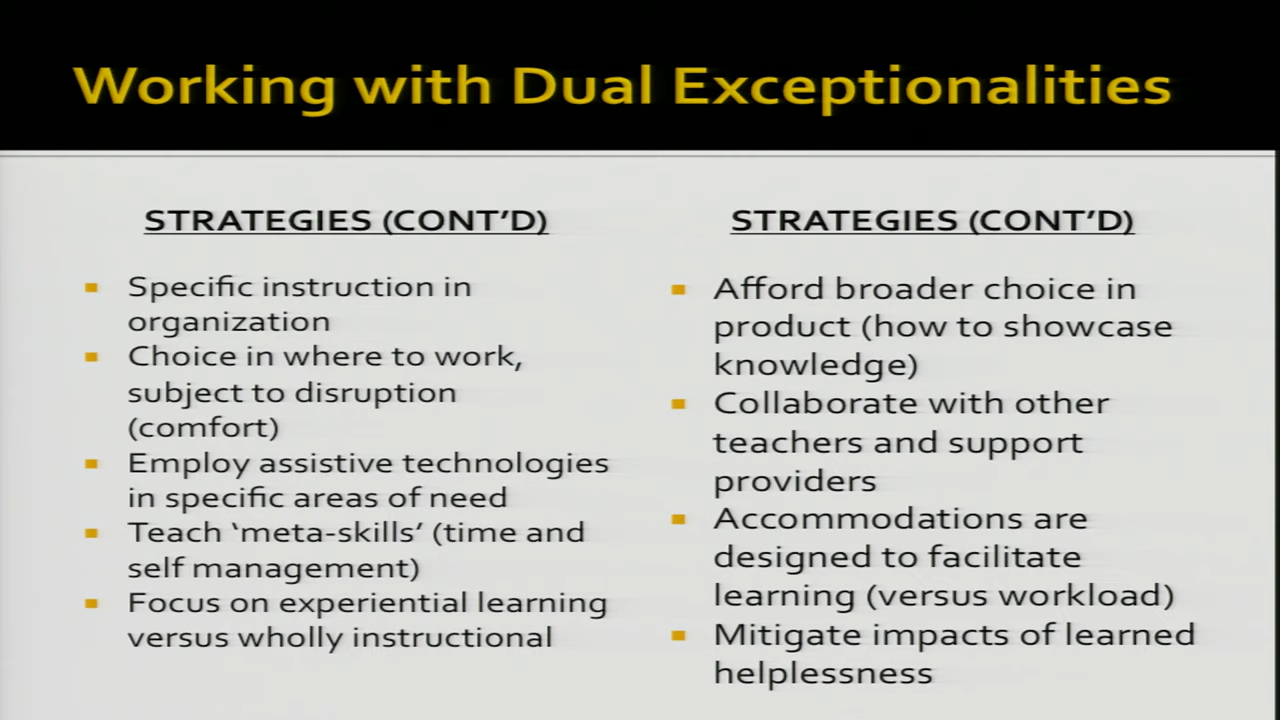 Working with Dual Exceptionalities
STRATEGIES (CONT'D)
Specific instruction in
organization
Choice in where to work,
subject to disruption
(comfort)
Employ assistive technologies
in specific areas of need
Teach ‘meta-skills’ (time and
self management)
Focus on experiential learning
versus wholly instructional
STRATEGIES (CONT'D)
Afford broader choice in
product (how to showcase
knowledge)
Collaborate with other
teachers and support
providers
Accommodations are
designed to facilitate
learning (versus workload)
Mitigate impacts of learned
helplessness